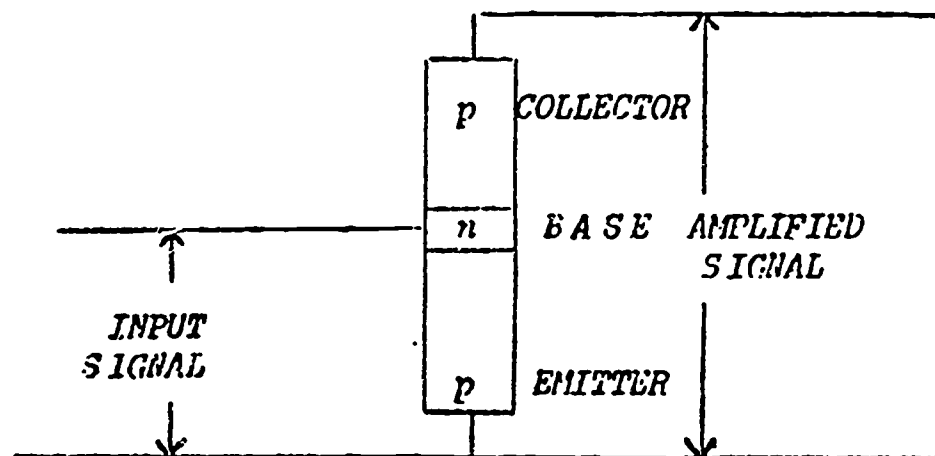 p COLLECTOR
n BASE AMPLIFIED
SIGNAL
INPUT
SIGNAL
p EMITTER